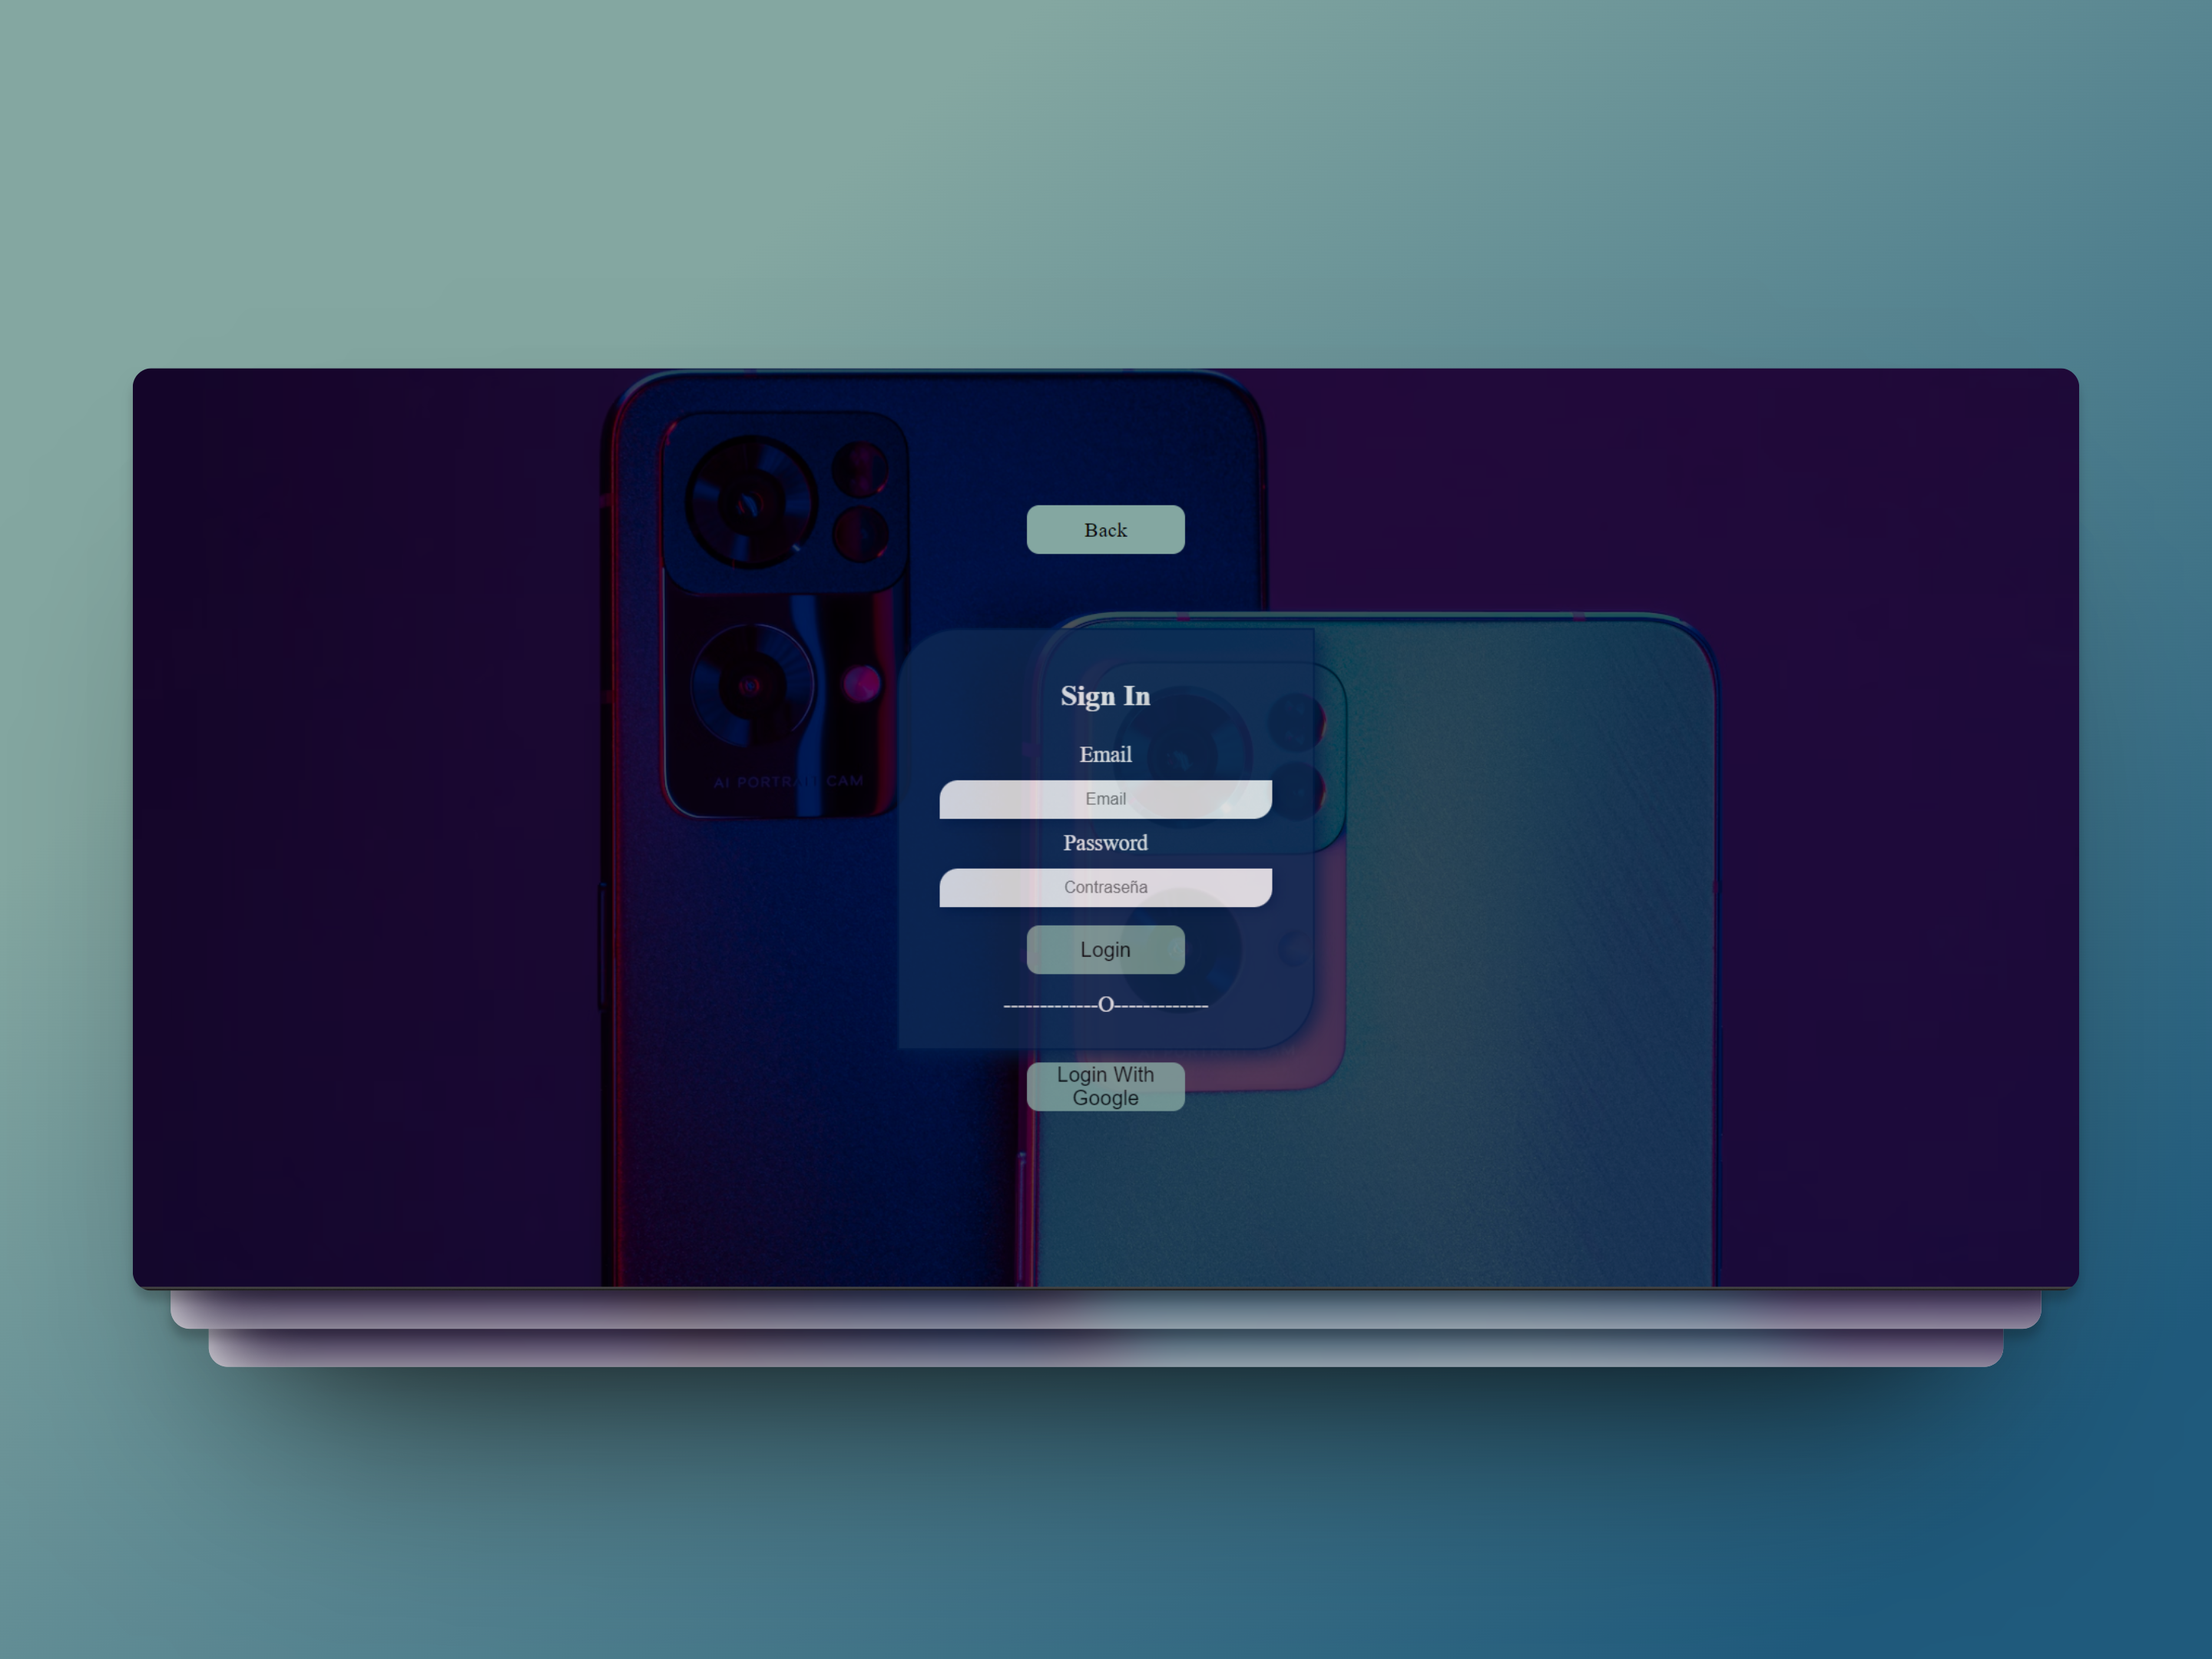 Back
AI PORTRAIT CAM
Sign In
Email
Email
Password
Contraseña
Login
-------------O-------------
Login With
Google